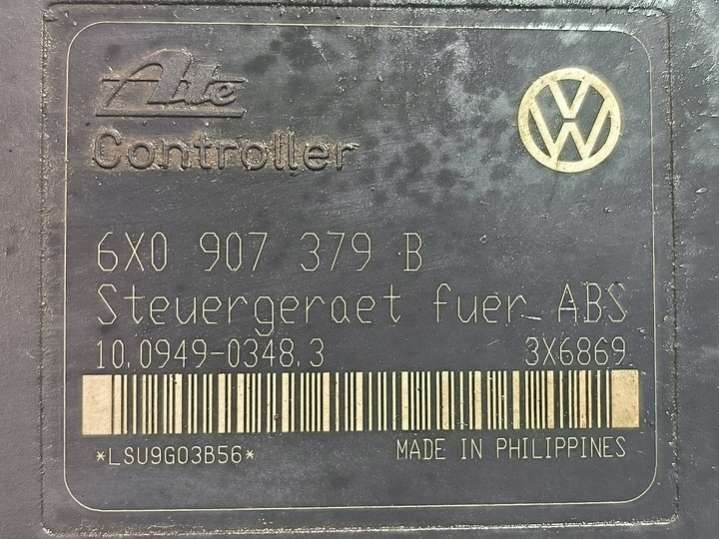 Ate
Controller
6X0 907 379 B
Steuergeraet fuer ABS
10.0949-0348.3 3X6869
*LSU9G03B56* MADE IN PHILIPPINES